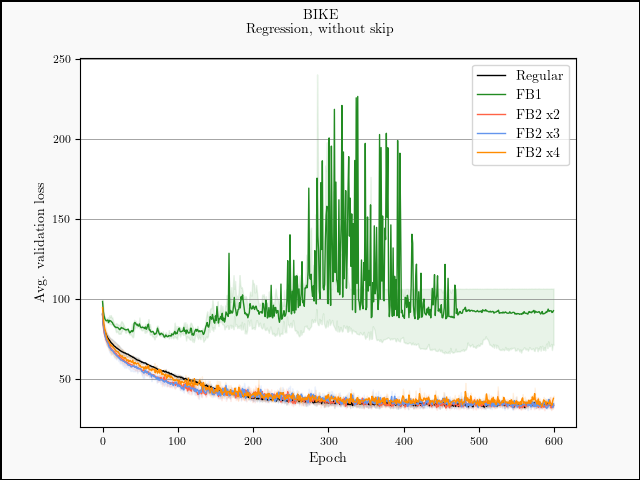 BIKE
Regression, without skip
250
200
150
100
50
Avg. validation loss
Regular
FB1
FB2 x2
FB2 x3
FB2 x4
0
100
200
300
400
500
600
Epoch